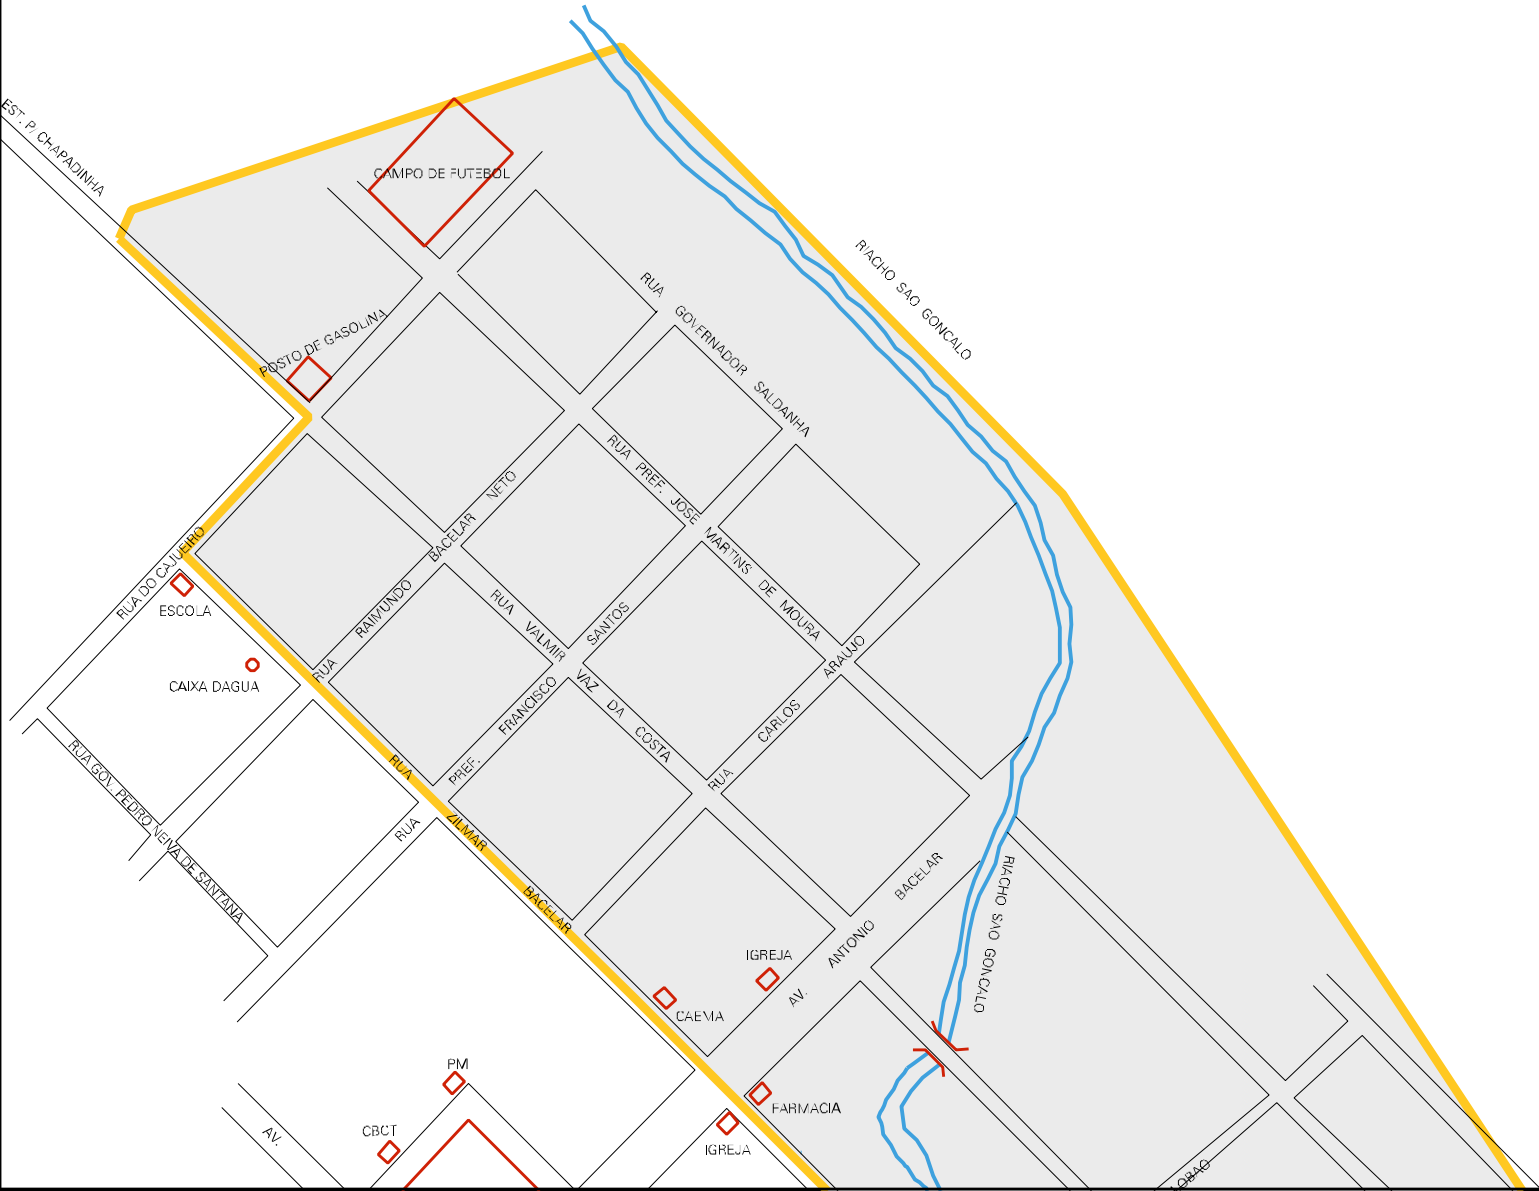 EST. P/ CHAPADINHA
CAMPO DE FUTEBOL
RIACHO SAO GONCALO
RUA GOVERNADOR SALDANHA
POSTO DE GASOLINA
RUA PREF. JOSE MARTINS DE MOURA
RUA RAIMUNDO BACELAR NETO
RUA DO CAJUEIRO
ESCOLA
CAIXA DAGUA
RUA VALMIR VAZ DA COSTA
PREF. FRANCISCO SANTOS
RUA CARLOS ARAUJO
RUA GOV. PEDRO NEIVA DE SANTANA
RUA ZILMAR BACELAR
RUA
AV. ANTONIO BACELAR
RIACHO SAO GONCALO
IGREJA
CAEMA
PM
FARMACIA
CBCT
IGREJA
AV.
LOBAO